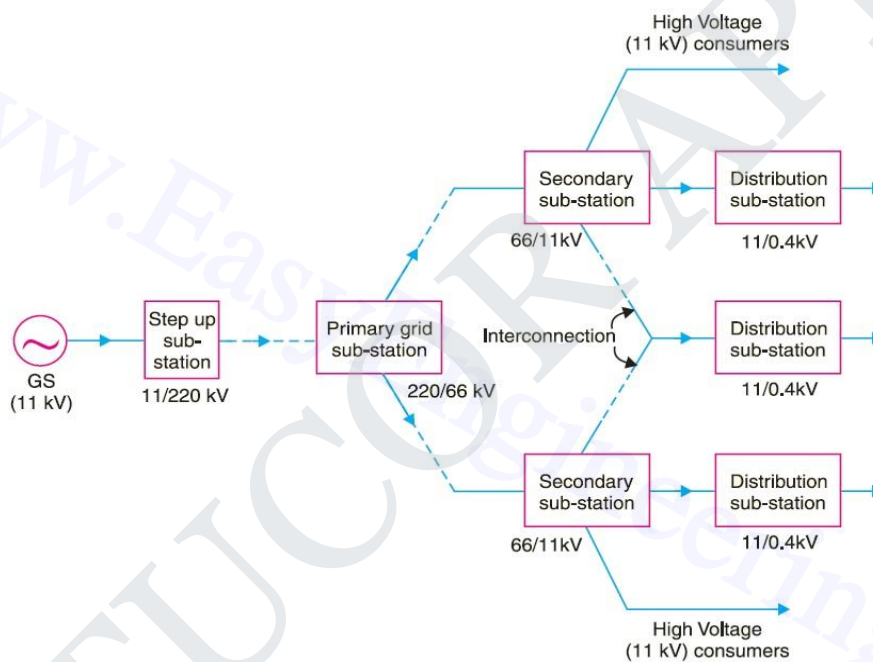 High Voltage
(11 kV) consumers
Secondary
sub-station
66/11kV
Distribution
sub-station
11/0.4kV
GS
(11 kV)
Step up
sub-
station
11/220 kV
Primary grid
sub-station
220/66 kV
Interconnection
Distribution
sub-station
11/0.4kV
Secondary
sub-station
66/11kV
Distribution
sub-station
11/0.4kV
High Voltage
(11 kV) consumers